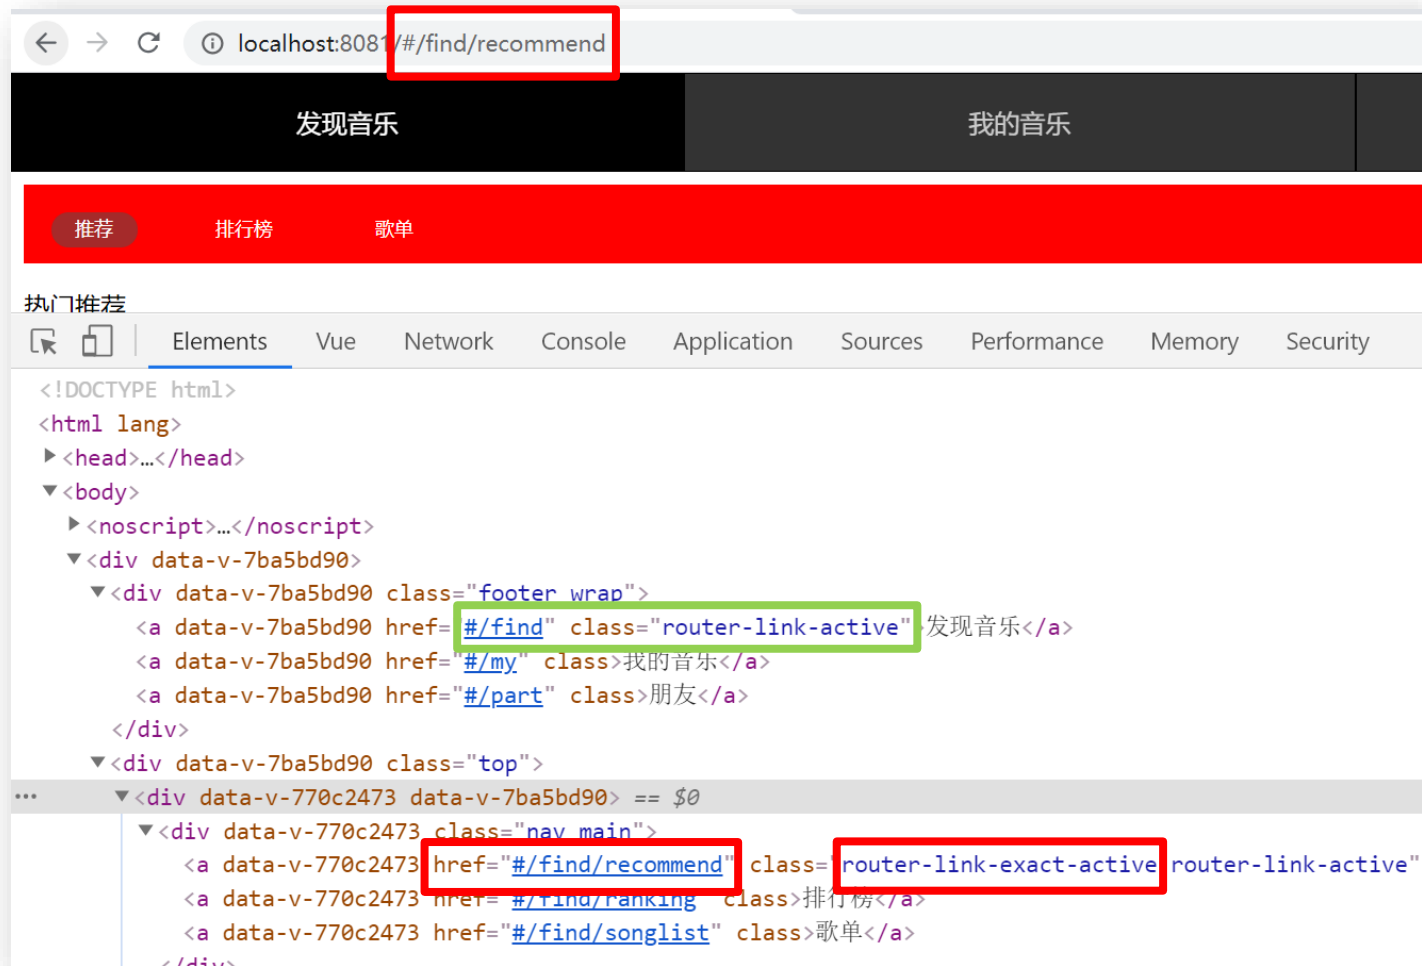 localhost:8081/#/find/recommend
发现音乐 我的音乐
推荐 排行榜 歌单
热门推荐
Elements Vue Network Console Application Sources Performance Memory Security
<!DOCTYPE html>
<html lang>
<head>…</head>
<body>
<noscript>…</noscript>
<div data-v-7ba5bd90>
<div data-v-7ba5bd90 class="footer_wrap">
<a data-v-7ba5bd90 href="#/find" class="router-link-active">发现音乐</a>
<a data-v-7ba5bd90 href="#/my" class>我的音乐</a>
<a data-v-7ba5bd90 href="#/part" class>朋友</a>
</div>
<div data-v-7ba5bd90 class="top">
… <div data-v-770c2473 data-v-7ba5bd90> == $0
<div data-v-770c2473 class="nav_main">
<a data-v-770c2473 href="#/find/recommend" class="router-link-exact-active router-link-active"
<a data-v-770c2473 href="#/find/ranking" class>排行榜</a>
<a data-v-770c2473 href="#/find/songlist" class>歌单</a>
</div>